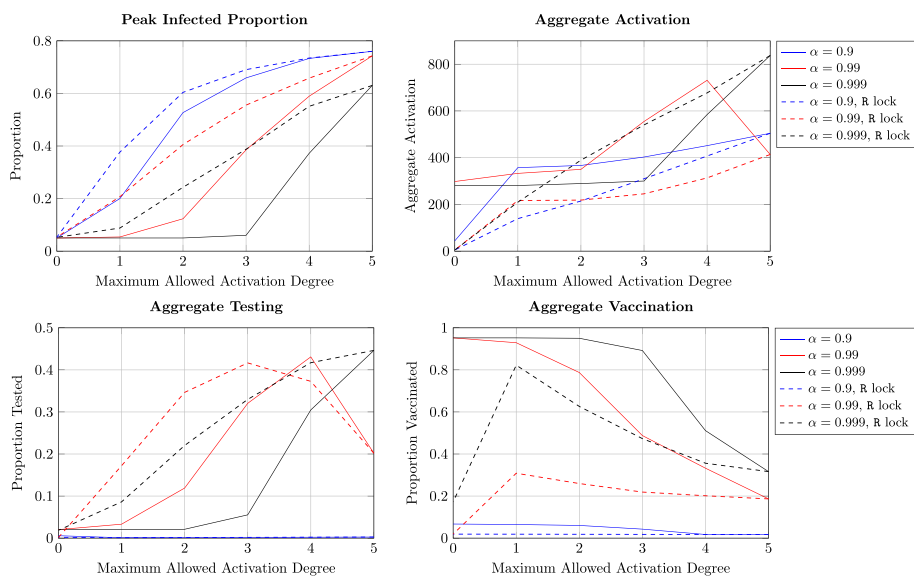 Peak Infected Proportion
0.8
0.6
0.4
0.2
0
0 1 2 3 4 5
Proportion
Maximum Allowed Activation Degree
Aggregate Activation
800
600
400
200
0
0 1 2 3 4 5
Aggregate Activation
Maximum Allowed Activation Degree
α = 0.9
α = 0.99
α = 0.999
α = 0.9, R lock
α = 0.99, R lock
α = 0.999, R lock
Aggregate Testing
0.5
0.4
0.3
0.2
0.1
0
0 1 2 3 4 5
Proportion Tested
Maximum Allowed Activation Degree
Aggregate Vaccination
1
0.8
0.6
0.4
0.2
0
0 1 2 3 4 5
Proportion Vaccinated
Maximum Allowed Activation Degree
α = 0.9
α = 0.99
α = 0.999
α = 0.9, R lock
α = 0.99, R lock
α = 0.999, R lock